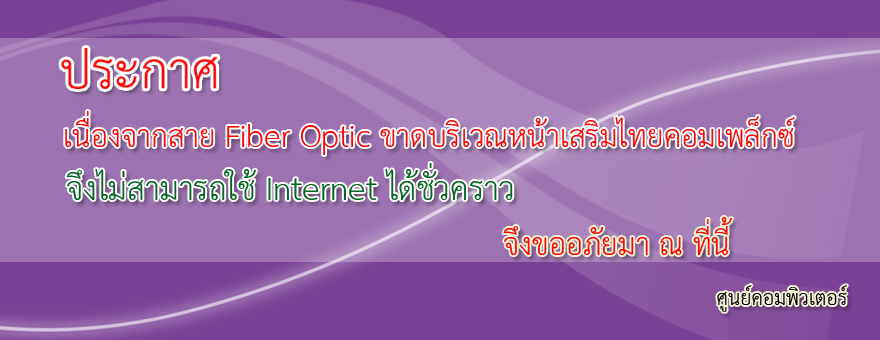 ประกาศ
เนื่องจากสาย Fiber Optic ขาดบริเวณหน้าเสริมไทยคอมเพล็กซ์
จึงไม่สามารถใช้ Internet ได้ชั่วคราว
จึงขออภัยมา ณ ที่นี้
ศูนย์คอมพิวเตอร์